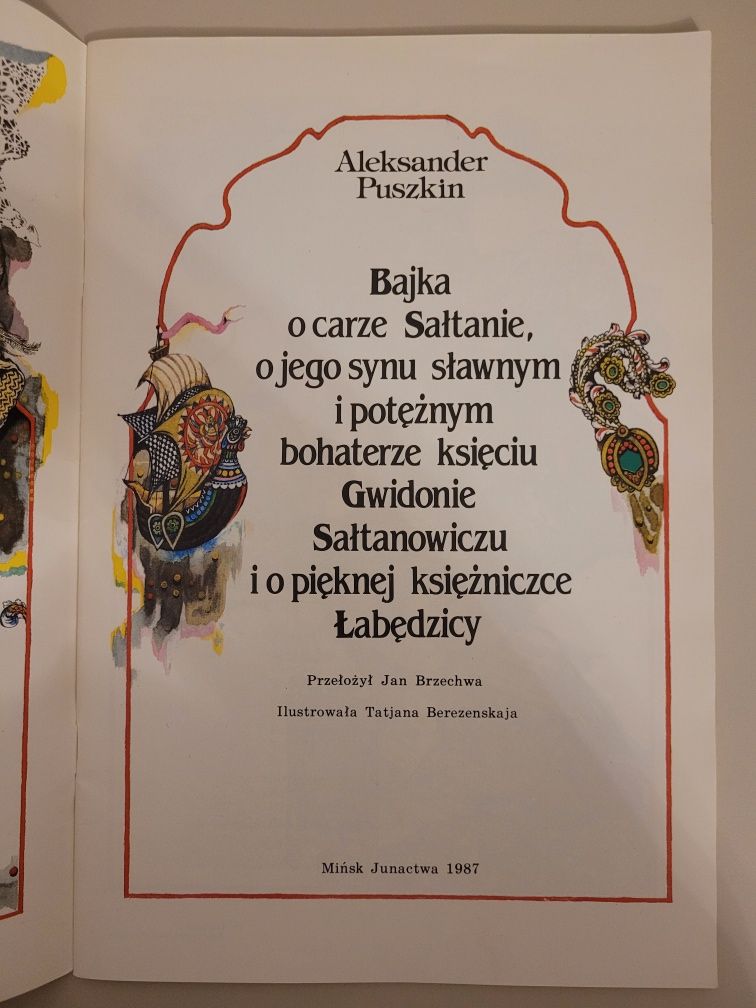 Aleksander
Puszkin
Bajka
o carze Sałtanie,
o jego synu sławnym
i potężnym
bohaterze księciu
Gwidonie
Sałtanowiczu
i o pięknej księżniczce
Łabędzicy
Przełożył Jan Brzechwa
Ilustrowała Tatjana Berezenskaja
Mińsk Junactwa 1987